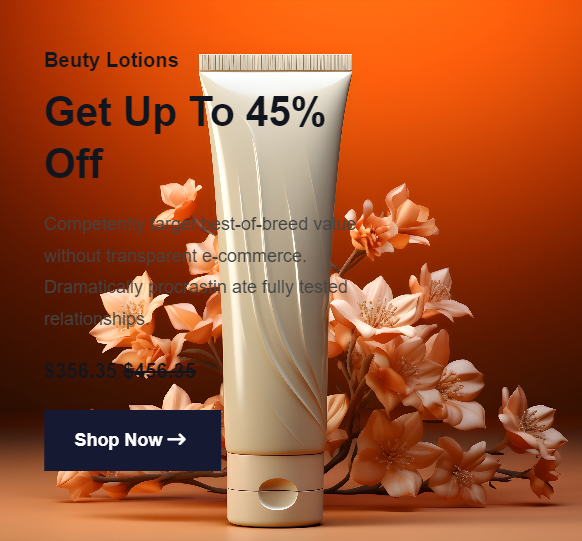 Beuty Lotions
Get Up To 45%
Off
Competently target best-of-breed value
without transparent e-commerce.
Dramatically procrastin ate fully tested
relationships.
$356.35 $456.35
Shop Now →